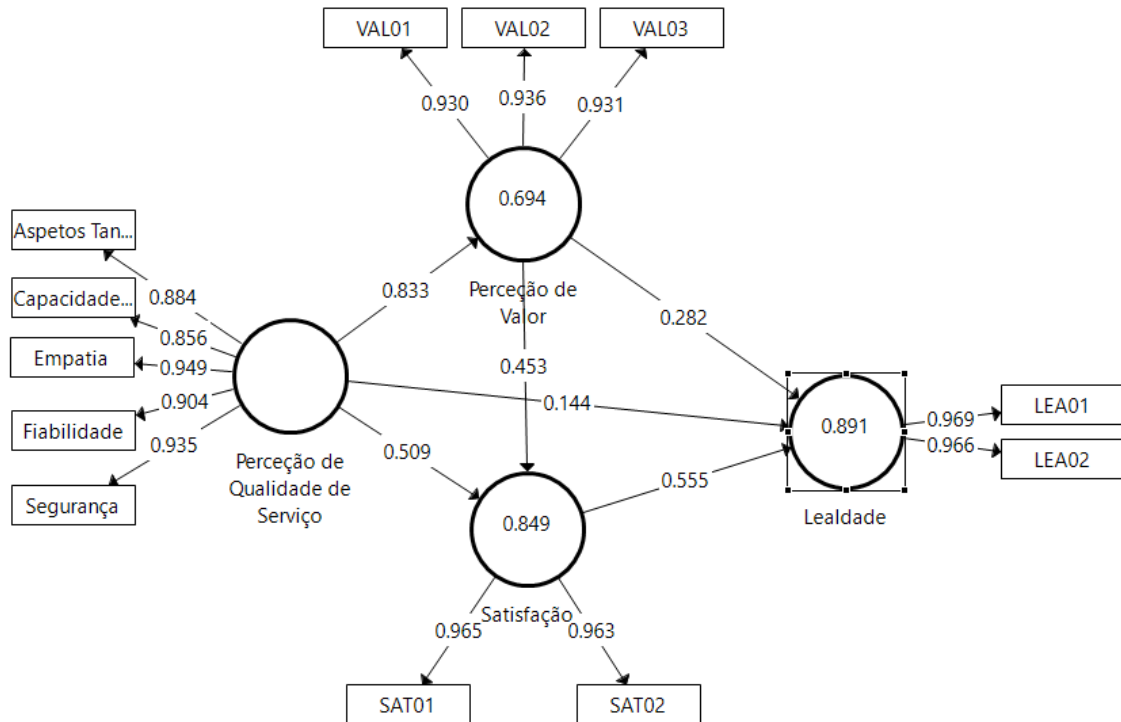 VAL01
VAL02
VAL03
0.930
0.936
0.931
0.694
Perceção de
Valor
Aspetos Tan...
Capacidade...
Empatia
Fiabilidade
Segurança
0.884
0.856
0.949
0.904
0.935
Perceção de
Qualidade de
Serviço
0.833
0.453
0.282
0.144
0.509
0.555
0.849
Satisfação
0.965
0.963
SAT01
SAT02
0.891
Lealdade
0.969
0.966
LEA01
LEA02